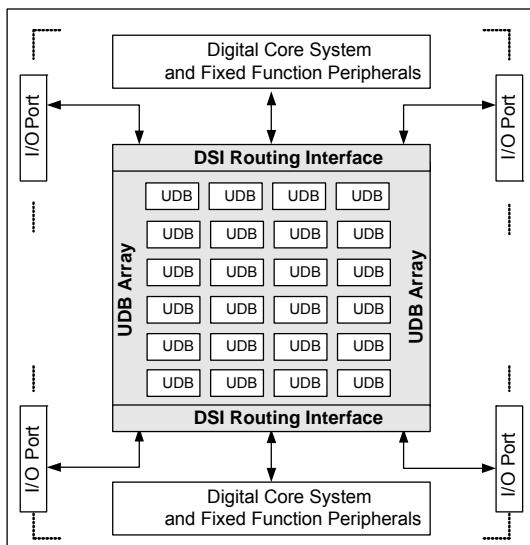 Digital Core System
and Fixed Function Peripherals
I/O Port
I/O Port
DSI Routing Interface
UDB Array
UDB Array
UDB UDB UDB UDB
UDB UDB UDB UDB
UDB UDB UDB UDB
UDB UDB UDB UDB
UDB UDB UDB UDB
UDB UDB UDB UDB
DSI Routing Interface
I/O Port
I/O Port
Digital Core System
and Fixed Function Peripherals